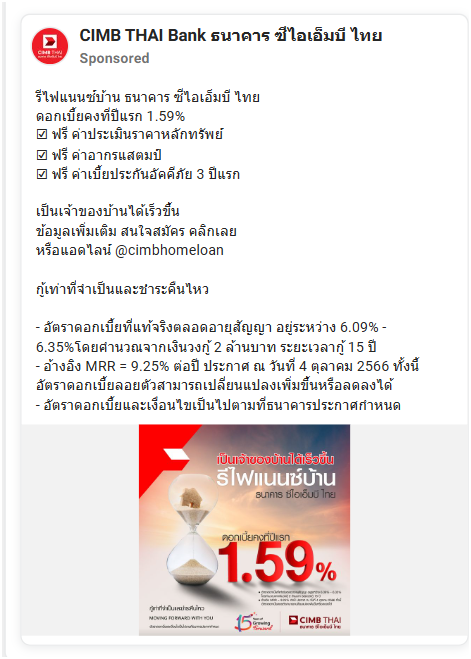 CIMB THAI Bank ธนาคาร ซีไอเอ็มบี ไทย
CIMB THAI
Sponsored
รีไฟแนนซ์บ้าน ธนาคาร ซีไอเอ็มบี ไทย
ดอกเบี้ยคงที่ปีแรก 1.59%
☑ ฟรี ค่าประเมินราคาหลักทรัพย์
☑ ฟรี ค่าอากรแสตมป์
☑ ฟรี ค่าเบี้ยประกันอัคคีภัย 3 ปีแรก
เป็นเจ้าของบ้านได้เร็วขึ้น
ข้อมูลเพิ่มเติม สนใจสมัคร คลิกเลย
หรือแอดไลน์ @cimbhomeloan
กู้เท่าที่จำเป็นและชำระคืนไหว
- อัตราดอกเบี้ยที่แท้จริงตลอดอายุสัญญา อยู่ระหว่าง 6.09% -
6.35%โดยคำนวณจากเงินวงกู้ 2 ล้านบาท ระยะเวลากู้ 15 ปี
- อ้างอิง MRR = 9.25% ต่อปี ประกาศ ณ วันที่ 4 ตุลาคม 2566 ทั้งนี้
อัตราดอกเบี้ยลอยตัวสามารถเปลี่ยนแปลงเพิ่มขึ้นหรือลดลงได้
- อัตราดอกเบี้ยและเงื่อนไขเป็นไปตามที่ธนาคารประกาศกำหนด
เป็นเจ้าของบ้านได้เร็วขึ้น
รีไฟแนนซ์บ้าน
ธนาคาร ซีไอเอ็มบี ไทย
ดอกเบี้ยคงที่ปีแรก
1.59%
กู้เท่าที่จำเป็นและชำระคืนไหว
MOVING FORWARD WITH YOU
15 Years of Growing Forward
CIMB THAI
ธนาคาร ซีไอเอ็มบี ไทย